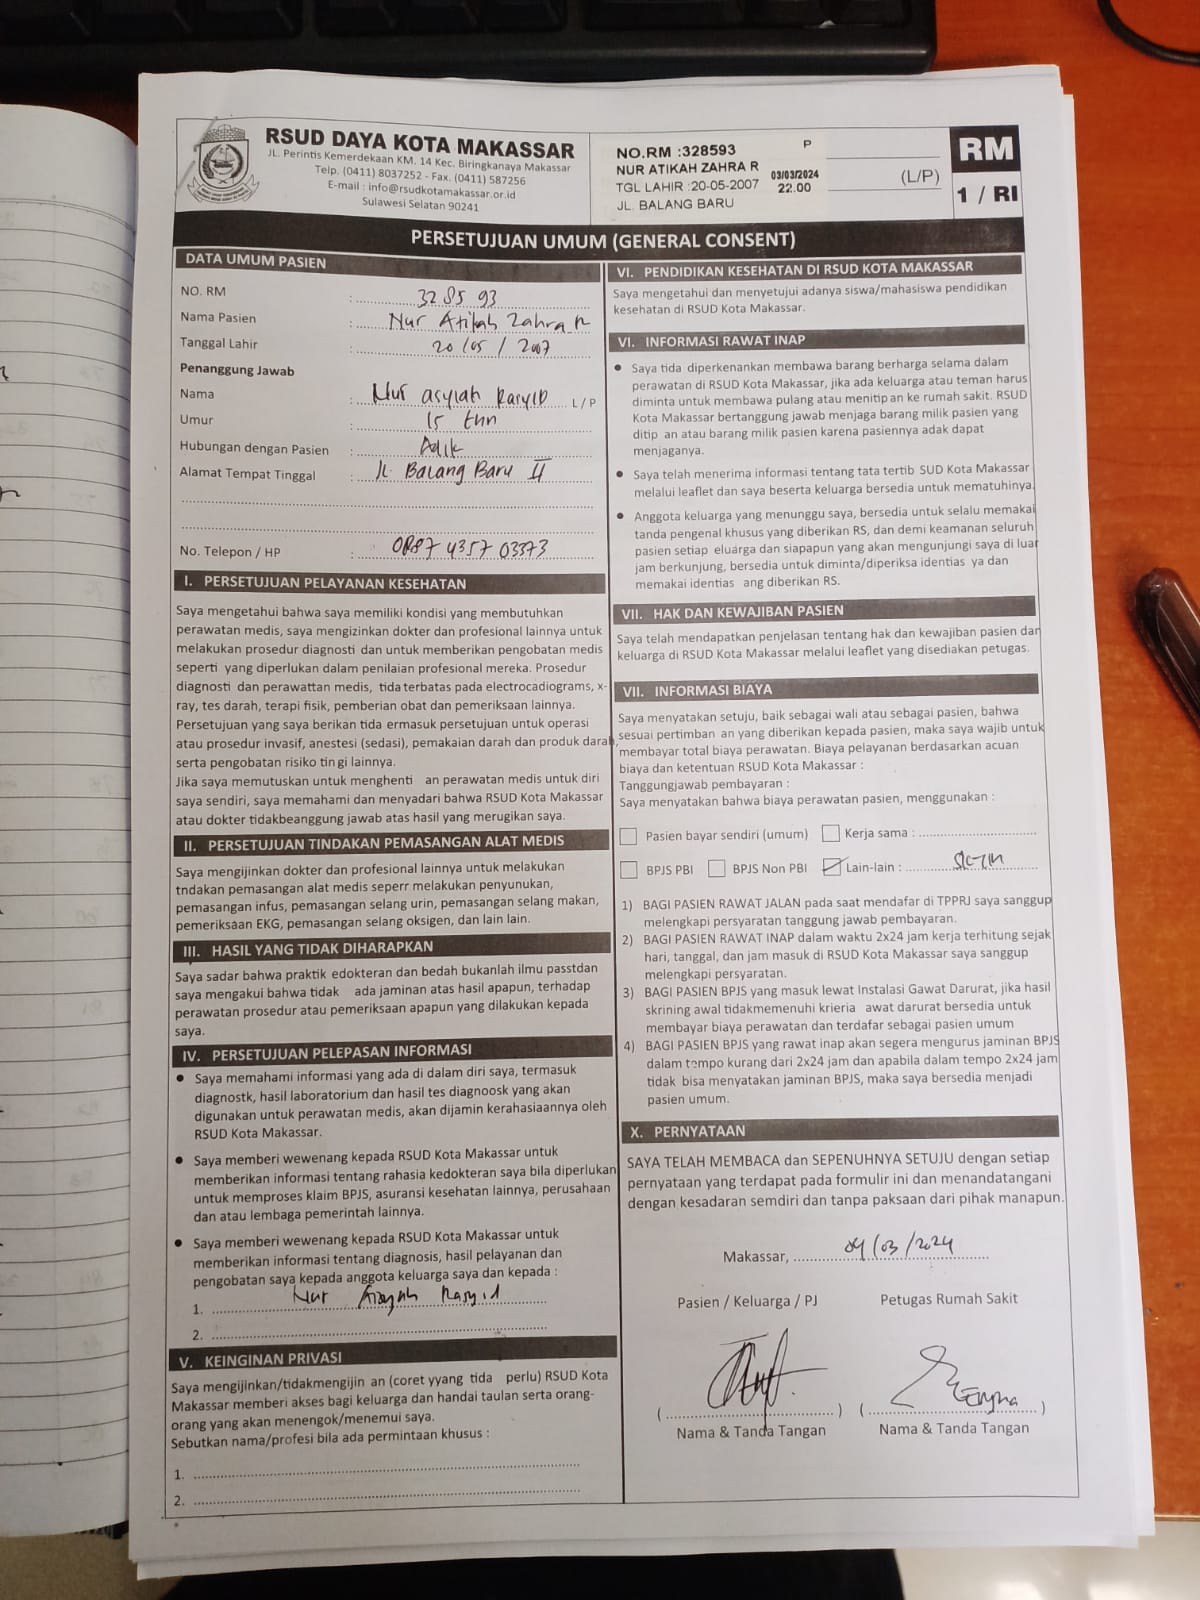 RSUD DAYA KOTA MAKASSAR
JL. Perintis Kemerdekaan KM. 14 Kec. Biringkanaya Makassar
Telp. (0411) 8037252 - Fax. (0411) 587256
E-mail : info@rsudkotamakassar.or.id
Sulawesi Selatan 90241
NO.RM :328593 P
NUR ATIKAH ZAHRA R
TGL LAHIR :20-05-2007
JL. BALANG BARU
03/03/2024
22.00
(L/P)
RM
1 / RI
PERSETUJUAN UMUM (GENERAL CONSENT)
DATA UMUM PASIEN
NO. RM : 32 85 93
Nama Pasien : Nur Atikah Zahra R
Tanggal Lahir : 20 / 05 / 2007
Penanggung Jawab
Nama : Nur asyiah Rasyid L / P
Umur : 15 thn
Hubungan dengan Pasien : Adik
Alamat Tempat Tinggal : Jl. Balang Baru II
No. Telepon / HP : 0887 4357 03373
I. PERSETUJUAN PELAYANAN KESEHATAN
Saya mengetahui bahwa saya memiliki kondisi yang membutuhkan
perawatan medis, saya mengizinkan dokter dan profesional lainnya untuk
melakukan prosedur diagnosti dan untuk memberikan pengobatan medis
seperti yang diperlukan dalam penilaian profesional mereka. Prosedur
diagnosti dan perawattan medis, tida terbatas pada electrocadiograms, x-
ray, tes darah, terapi fisik, pemberian obat dan pemeriksaan lainnya.
Persetujuan yang saya berikan tida ermasuk persetujuan untuk operasi
atau prosedur invasif, anestesi (sedasi), pemakaian darah dan produk darah,
serta pengobatan risiko tin gi lainnya.
Jika saya memutuskan untuk menghenti an perawatan medis untuk diri
saya sendiri, saya memahami dan menyadari bahwa RSUD Kota Makassar
atau dokter tidakbeanggung jawab atas hasil yang merugikan saya.
II. PERSETUJUAN TINDAKAN PEMASANGAN ALAT MEDIS
Saya mengijinkan dokter dan profesional lainnya untuk melakukan
tndakan pemasangan alat medis seperr melakukan penyunukan,
pemasangan infus, pemasangan selang urin, pemasangan selang makan,
pemeriksaan EKG, pemasangan selang oksigen, dan lain lain.
III. HASIL YANG TIDAK DIHARAPKAN
Saya sadar bahwa praktik edokteran dan bedah bukanlah ilmu passtdan
saya mengakui bahwa tidak ada jaminan atas hasil apapun, terhadap
perawatan prosedur atau pemeriksaan apapun yang dilakukan kepada
saya.
IV. PERSETUJUAN PELEPASAN INFORMASI
● Saya memahami informasi yang ada di dalam diri saya, termasuk
diagnostk, hasil laboratorium dan hasil tes diagnoosk yang akan
digunakan untuk perawatan medis, akan dijamin kerahasiaannya oleh
RSUD Kota Makassar.
● Saya memberi wewenang kepada RSUD Kota Makassar untuk
memberikan informasi tentang rahasia kedokteran saya bila diperlukan
untuk memproses klaim BPJS, asuransi kesehatan lainnya, perusahaan
dan atau lembaga pemerintah lainnya.
● Saya memberi wewenang kepada RSUD Kota Makassar untuk
memberikan informasi tentang diagnosis, hasil pelayanan dan
pengobatan saya kepada anggota keluarga saya dan kepada :
1. Nur Aisyah Rasyid
2.
V. KEINGINAN PRIVASI
Saya mengijinkan/tidakmengijin an (coret yyang tida perlu) RSUD Kota
Makassar memberi akses bagi keluarga dan handai taulan serta orang-
orang yang akan menengok/menemui saya.
Sebutkan nama/profesi bila ada permintaan khusus :
1.
2.
VI. PENDIDIKAN KESEHATAN DI RSUD KOTA MAKASSAR
Saya mengetahui dan menyetujui adanya siswa/mahasiswa pendidikan
kesehatan di RSUD Kota Makassar.
VI. INFORMASI RAWAT INAP
● Saya tida diperkenankan membawa barang berharga selama dalam
perawatan di RSUD Kota Makassar, jika ada keluarga atau teman harus
diminta untuk membawa pulang atau menitip an ke rumah sakit. RSUD
Kota Makassar bertanggung jawab menjaga barang milik pasien yang
ditip an atau barang milik pasien karena pasiennya adak dapat
menjaganya.
● Saya telah menerima informasi tentang tata tertib SUD Kota Makassar
melalui leaflet dan saya beserta keluarga bersedia untuk mematuhinya.
● Anggota keluarga yang menunggu saya, bersedia untuk selalu memakai
tanda pengenal khusus yang diberikan RS, dan demi keamanan seluruh
pasien setiap eluarga dan siapapun yang akan mengunjungi saya di luar
jam berkunjung, bersedia untuk diminta/diperiksa identias ya dan
memakai identias ang diberikan RS.
VII. HAK DAN KEWAJIBAN PASIEN
Saya telah mendapatkan penjelasan tentang hak dan kewajiban pasien dan
keluarga di RSUD Kota Makassar melalui leaflet yang disediakan petugas.
VII. INFORMASI BIAYA
Saya menyatakan setuju, baik sebagai wali atau sebagai pasien, bahwa
sesuai pertimban an yang diberikan kepada pasien, maka saya wajib untuk
membayar total biaya perawatan. Biaya pelayanan berdasarkan acuan
biaya dan ketentuan RSUD Kota Makassar :
Tanggungjawab pembayaran :
Saya menyatakan bahwa biaya perawatan pasien, menggunakan :
Pasien bayar sendiri (umum) Kerja sama :
BPJS PBI BPJS Non PBI Lain-lain :
1) BAGI PASIEN RAWAT JALAN pada saat mendafar di TPPRJ saya sanggup
melengkapi persyaratan tanggung jawab pembayaran.
2) BAGI PASIEN RAWAT INAP dalam waktu 2x24 jam kerja terhitung sejak
hari, tanggal, dan jam masuk di RSUD Kota Makassar saya sanggup
melengkapi persyaratan.
3) BAGI PASIEN BPJS yang masuk lewat Instalasi Gawat Darurat, jika hasil
skrining awal tidakmemenuhi krieria awat darurat bersedia untuk
membayar biaya perawatan dan terdafar sebagai pasien umum
4) BAGI PASIEN BPJS yang rawat inap akan segera mengurus jaminan BPJS
dalam tempo kurang dari 2x24 jam dan apabila dalam tempo 2x24 jam
tidak bisa menyatakan jaminan BPJS, maka saya bersedia menjadi
pasien umum.
X. PERNYATAAN
SAYA TELAH MEMBACA dan SEPENUHNYA SETUJU dengan setiap
pernyataan yang terdapat pada formulir ini dan menandatangani
dengan kesadaran semdiri dan tanpa paksaan dari pihak manapun.
Makassar, 04/03/2024
Pasien / Keluarga / PJ Petugas Rumah Sakit
Nama & Tanda Tangan Nama & Tanda Tangan